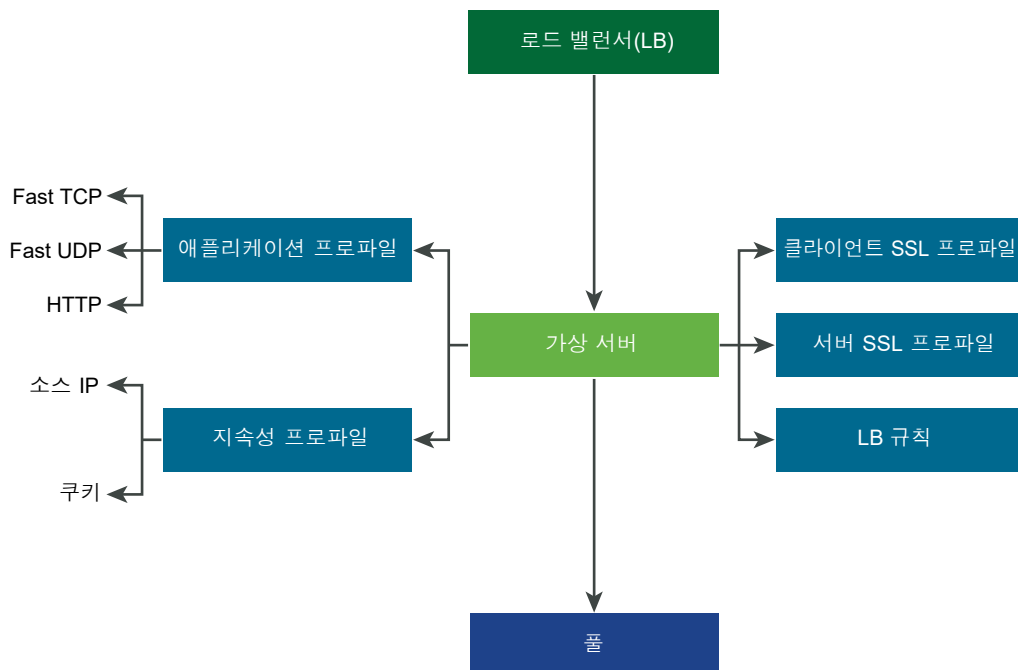 로드 밸런서(LB)
Fast TCP
Fast UDP
HTTP
애플리케이션 프로파일
클라이언트 SSL 프로파일
가상 서버
서버 SSL 프로파일
소스 IP
쿠키
지속성 프로파일
LB 규칙
풀